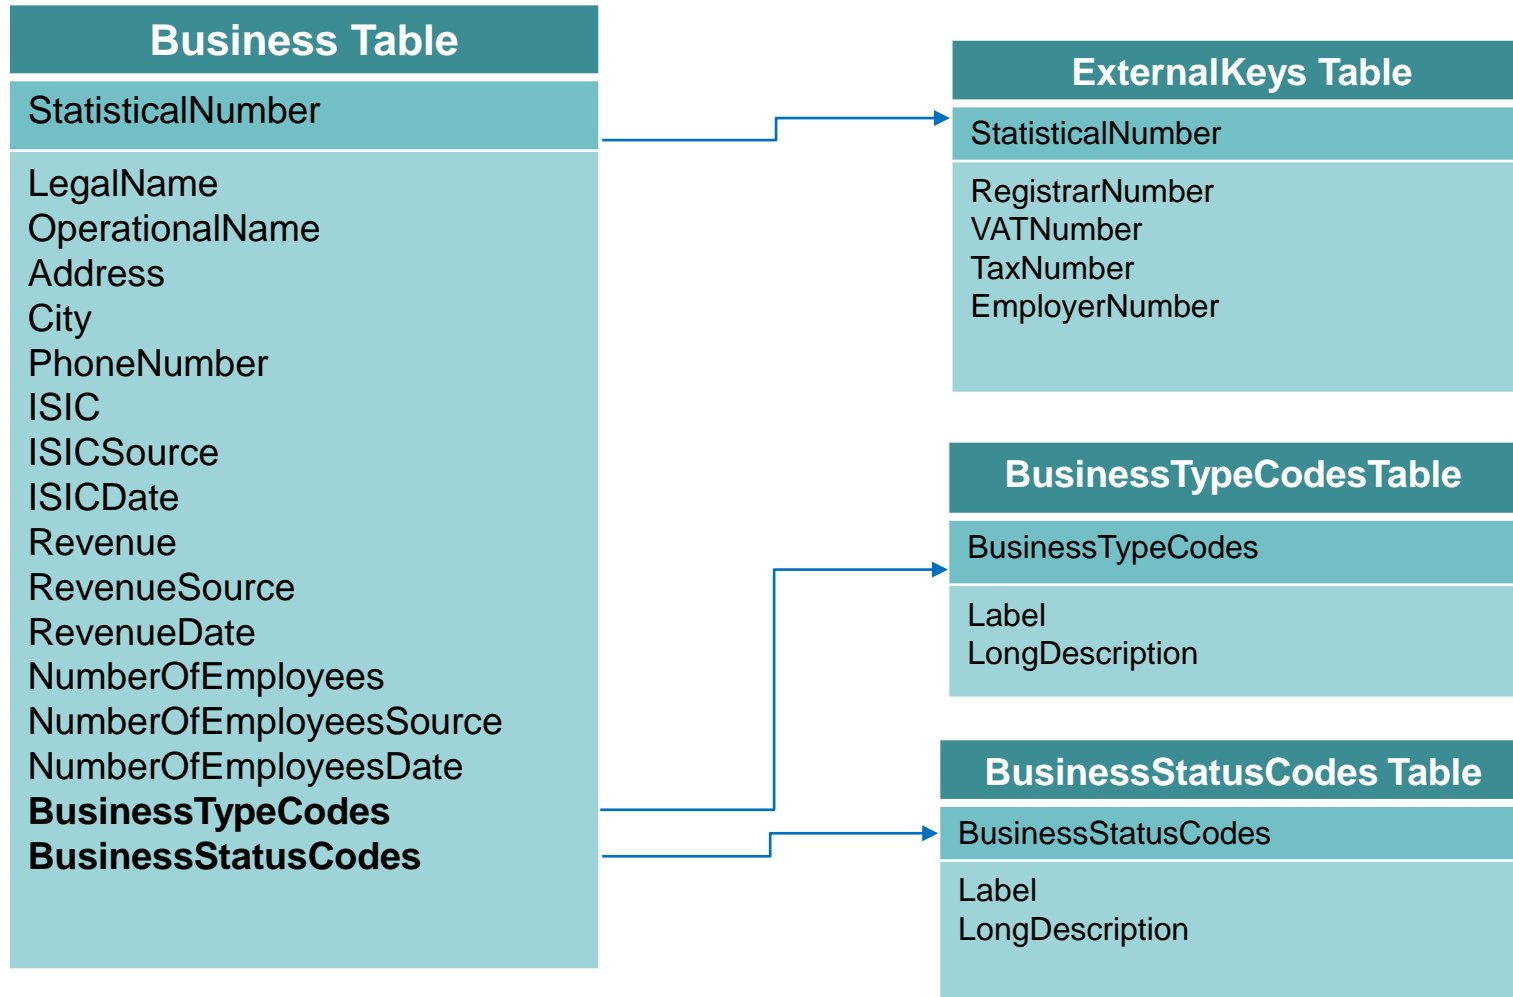 Business Table
StatisticalNumber
LegalName
OperationalName
Address
City
PhoneNumber
ISIC
ISICSource
ISICDate
Revenue
RevenueSource
RevenueDate
NumberOfEmployees
NumberOfEmployeesSource
NumberOfEmployeesDate
BusinessTypeCodes
BusinessStatusCodes
ExternalKeys Table
StatisticalNumber
RegistrarNumber
VATNumber
TaxNumber
EmployerNumber
BusinessTypeCodesTable
BusinessTypeCodes
Label
LongDescription
BusinessStatusCodes Table
BusinessStatusCodes
Label
LongDescription